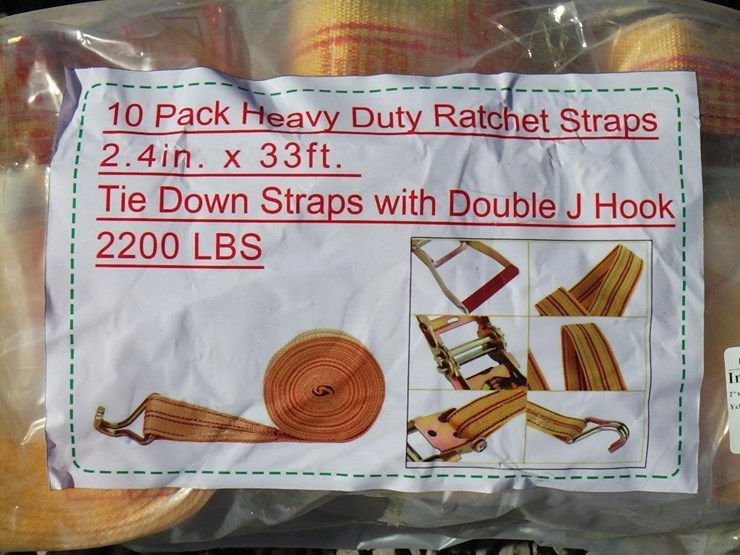 10 Pack Heavy Duty Ratchet Straps
2.4in. x 33ft.
Tie Down Straps with Double J Hook
2200 LBS